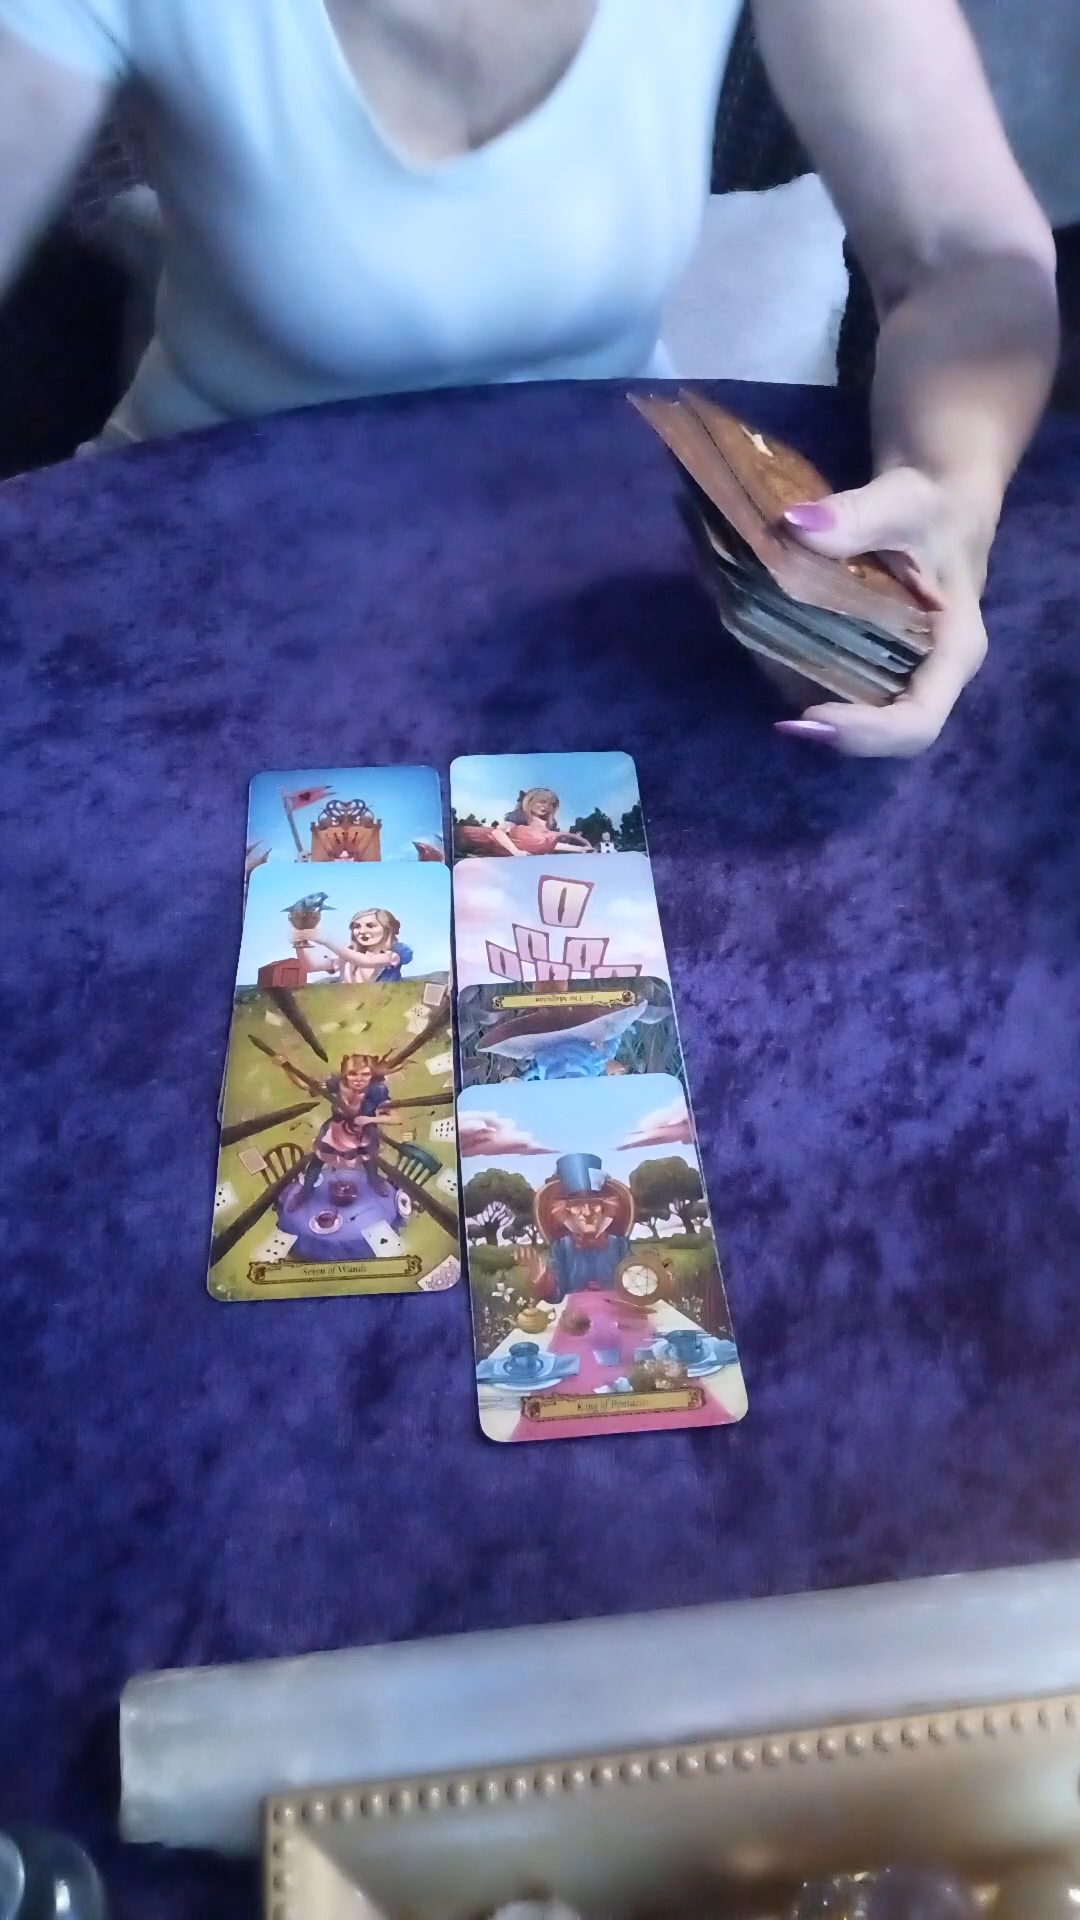 I - The Magician
Seven of Wands
King of Pentacles